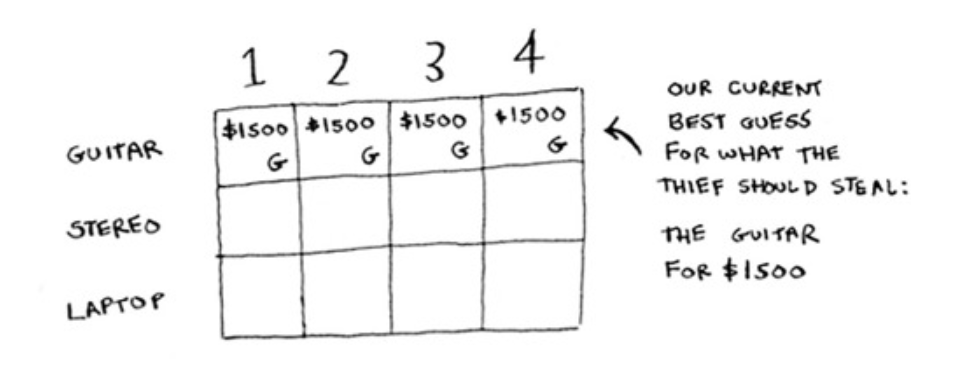 1 2 3 4
GUITAR $1500 G $1500 G $1500 G $1500 G
STEREO
LAPTOP
OUR CURRENT
BEST GUESS
FOR WHAT THE
THIEF SHOULD STEAL:
THE GUITAR
FOR $1500